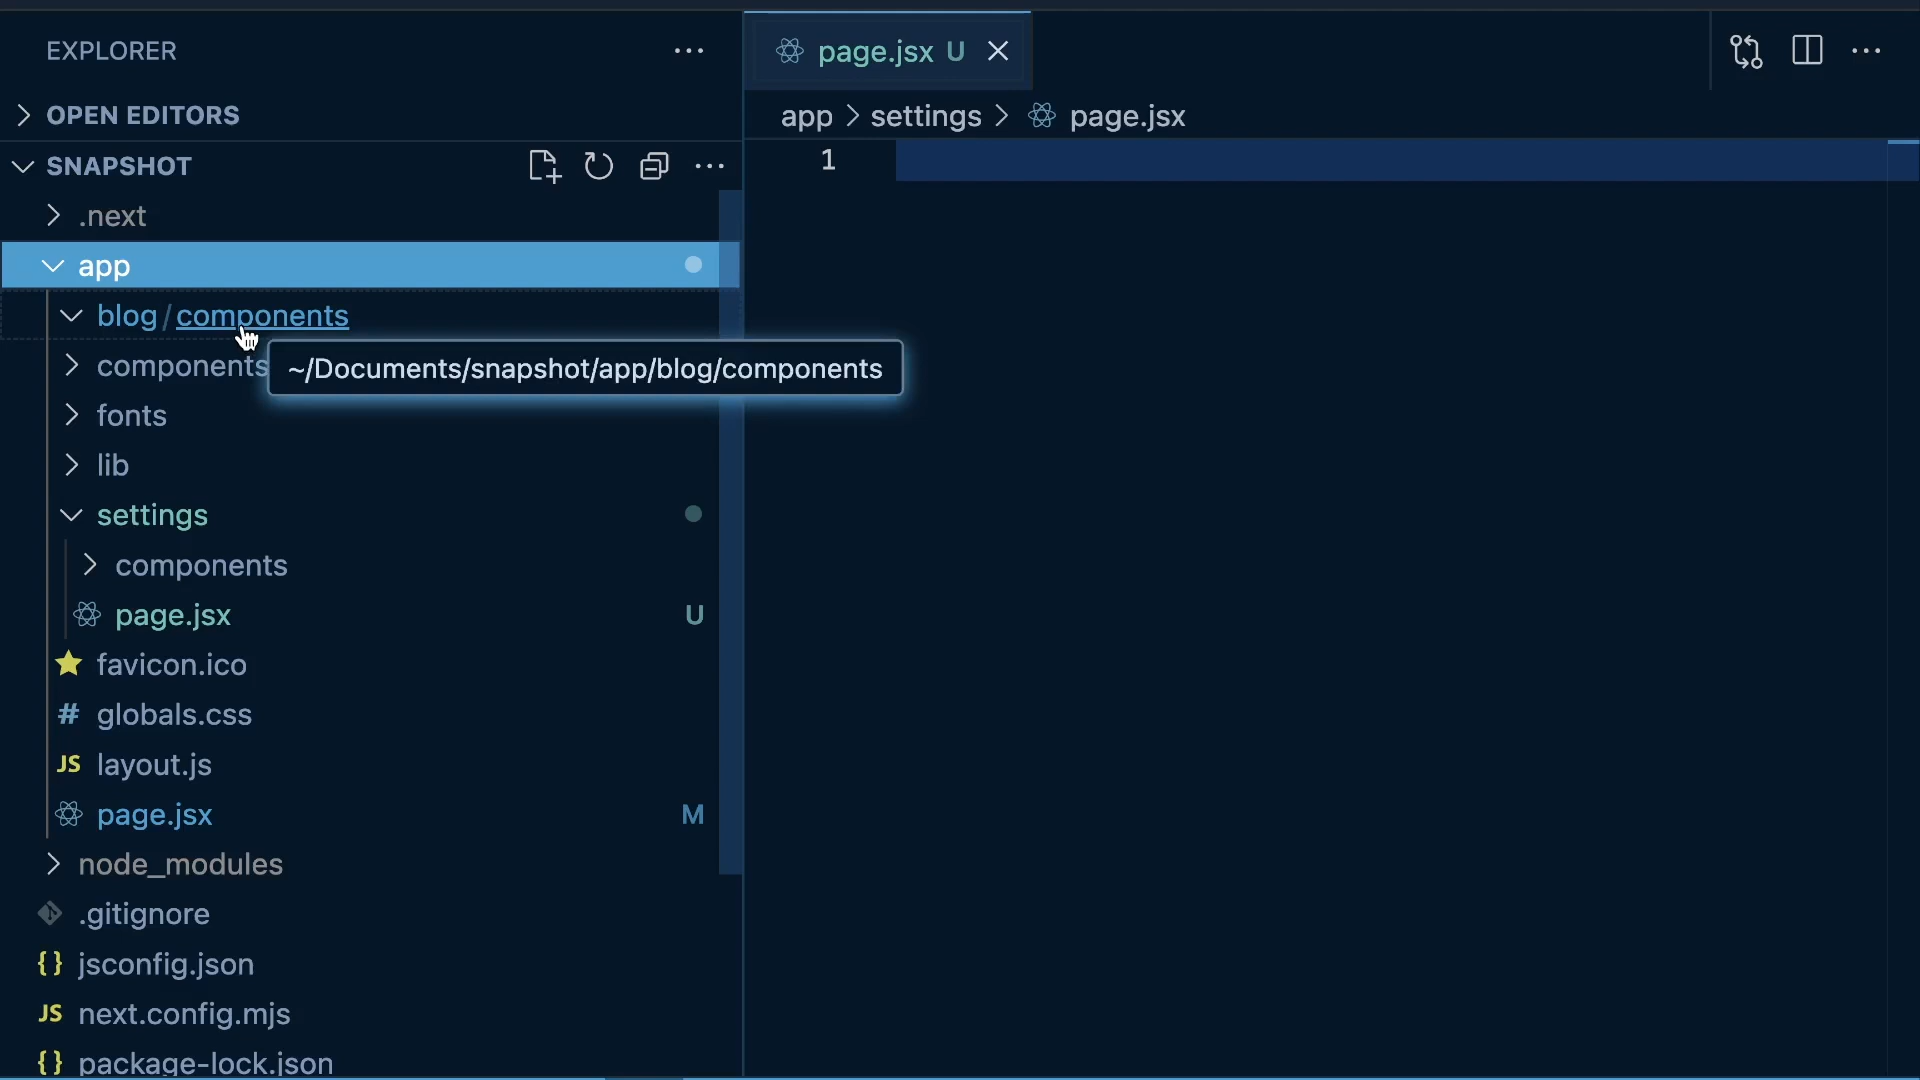 EXPLORER
OPEN EDITORS
SNAPSHOT
.next
app
blog/components
components
~/Documents/snapshot/app/blog/components
fonts
lib
settings
components
page.jsx U
favicon.ico
# globals.css
JS layout.js
page.jsx M
node_modules
.gitignore
{} jsconfig.json
JS next.config.mjs
{} package-lock.json
page.jsx U
app > settings > page.jsx
1